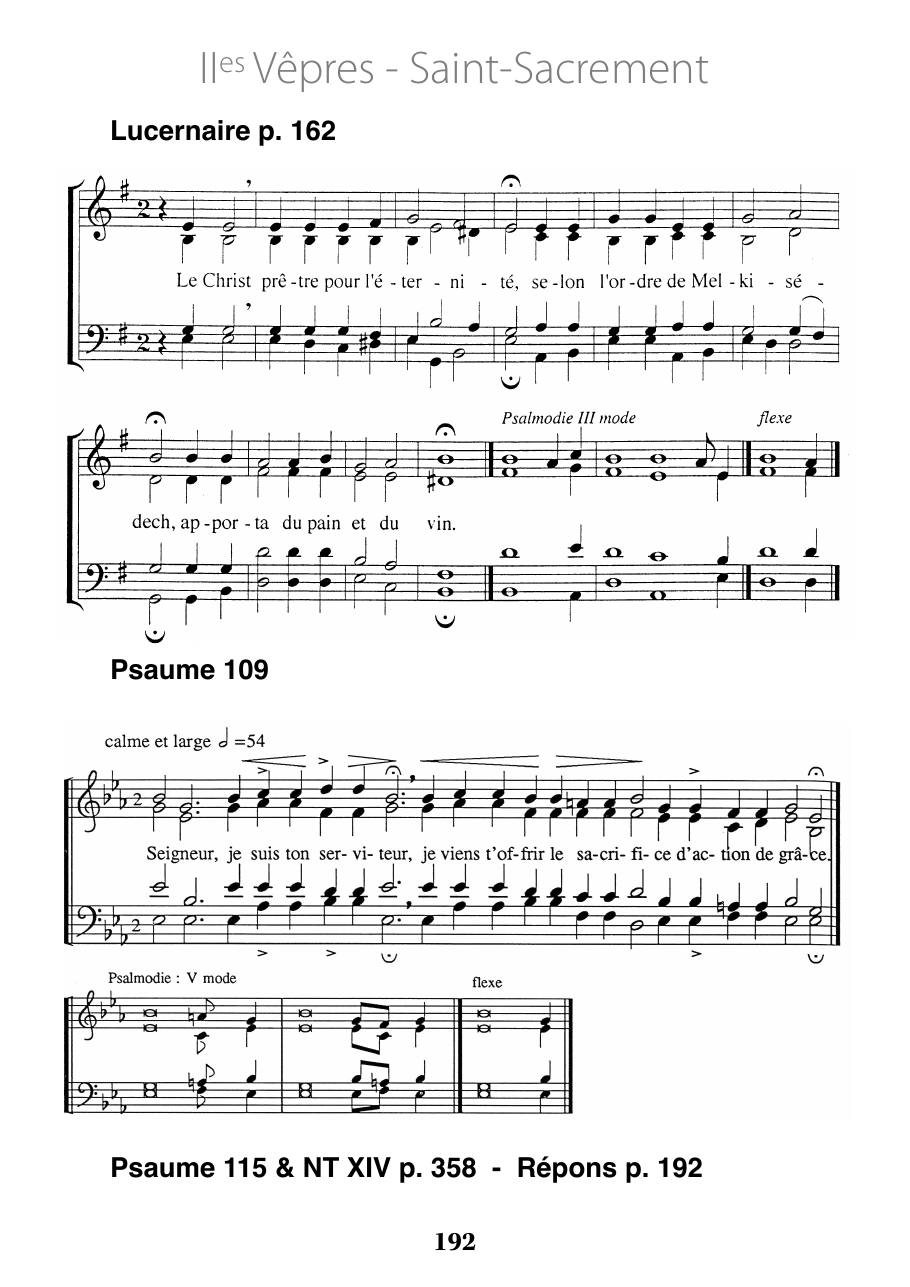 IIes Vêpres - Saint-Sacrement
Lucernaire p. 162
Le Christ prê - tre pour l'é - ter - ni - té, se - lon l'or - dre de Mel - ki - sé -
Psalmodie III mode flexe
dech, ap - por - ta du pain et du vin.
Psaume 109
calme et large 𝅗𝅥 =54
Seigneur, je suis ton ser- vi- teur, je viens t'of- frir le sa- cri- fi- ce d'ac- tion de grâ- ce.
Psalmodie : V mode flexe
Psaume 115 & NT XIV p. 358 - Répons p. 192
192